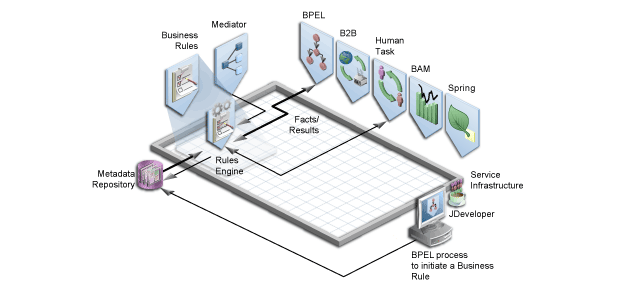 BPEL
Mediator
B2B
Business
Rules
Human
Task
BAM
Spring
Facts/
Results
Rules
Engine
Metadata
Repository
Service
Infrastructure
JDeveloper
BPEL process
to initiate a Business
Rule